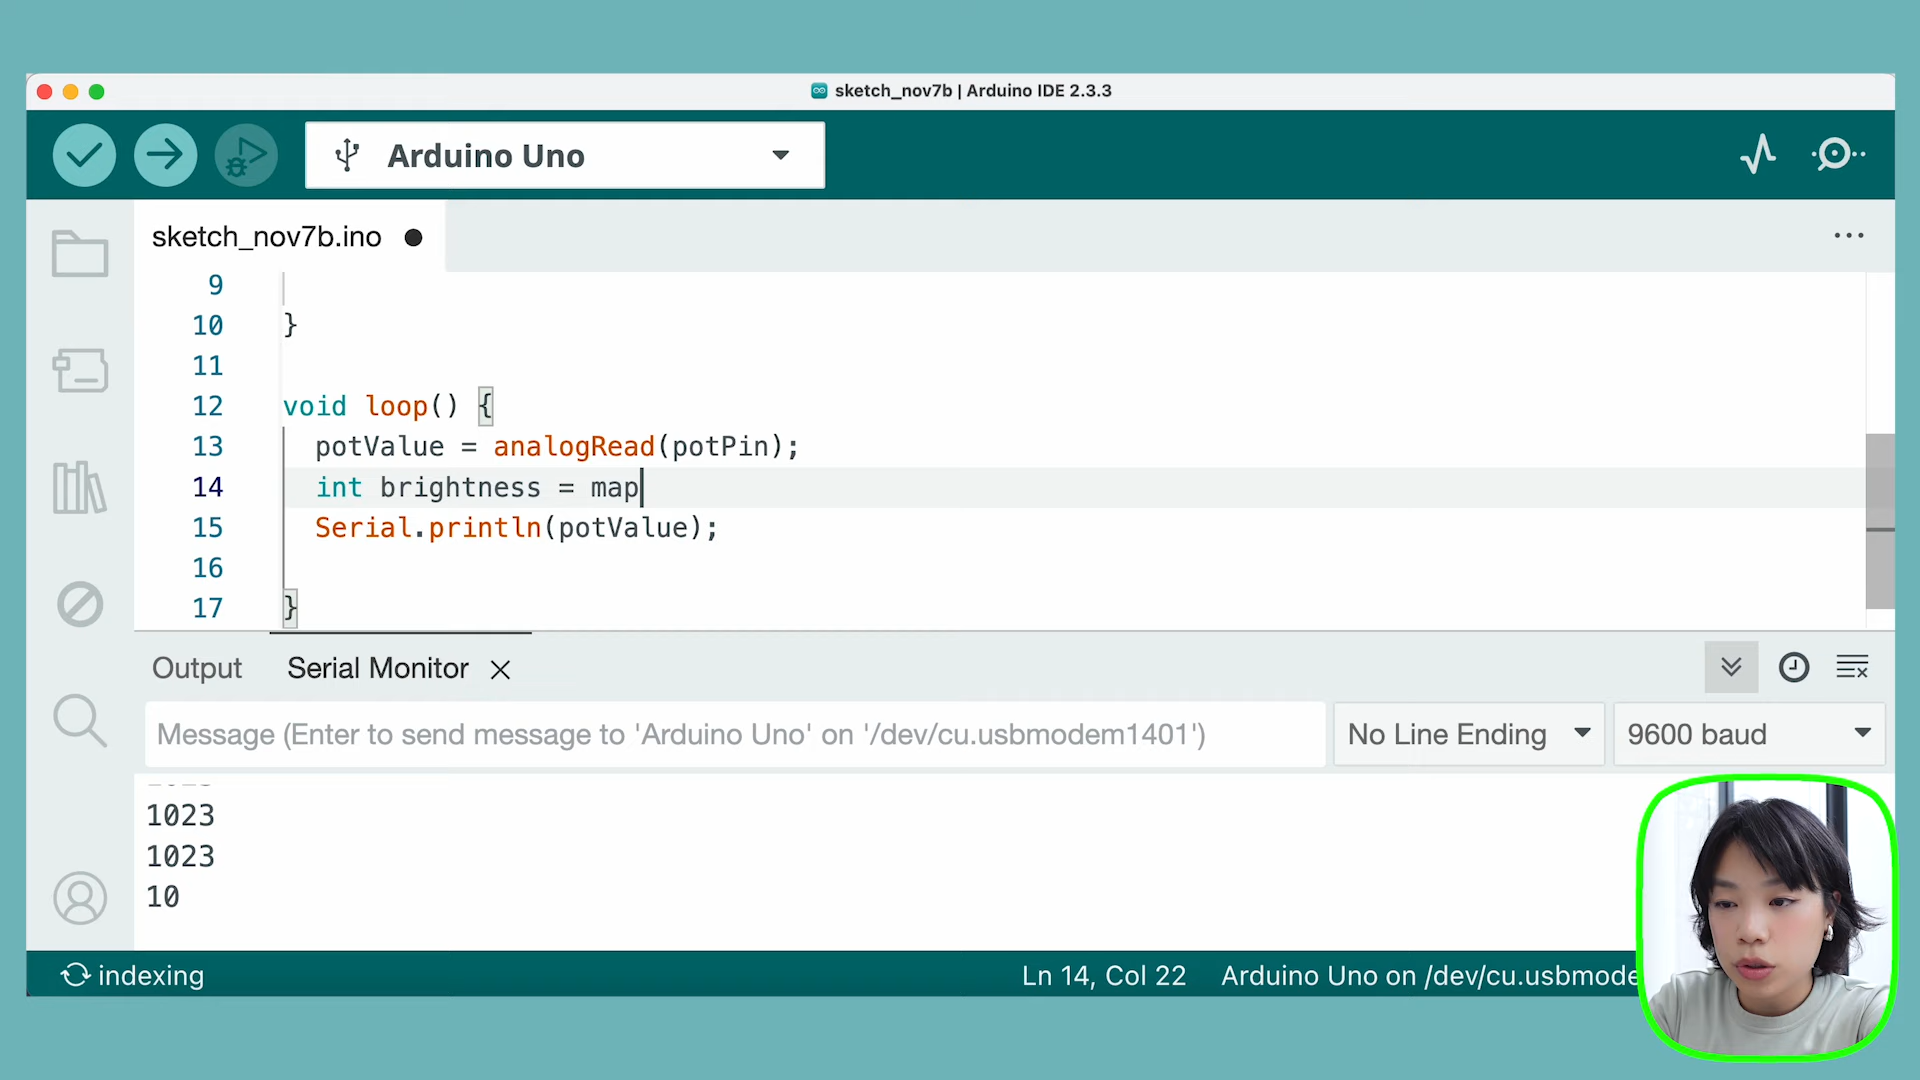 sketch_nov7b | Arduino IDE 2.3.3
Arduino Uno
sketch_nov7b.ino
9
10 }
11
12 void loop() {
13 potValue = analogRead(potPin);
14 int brightness = map
15 Serial.println(potValue);
16
17 }
Output Serial Monitor
Message (Enter to send message to 'Arduino Uno' on '/dev/cu.usbmodem1401') No Line Ending 9600 baud
1023
1023
10
indexing Ln 14, Col 22 Arduino Uno on /dev/cu.usbmode